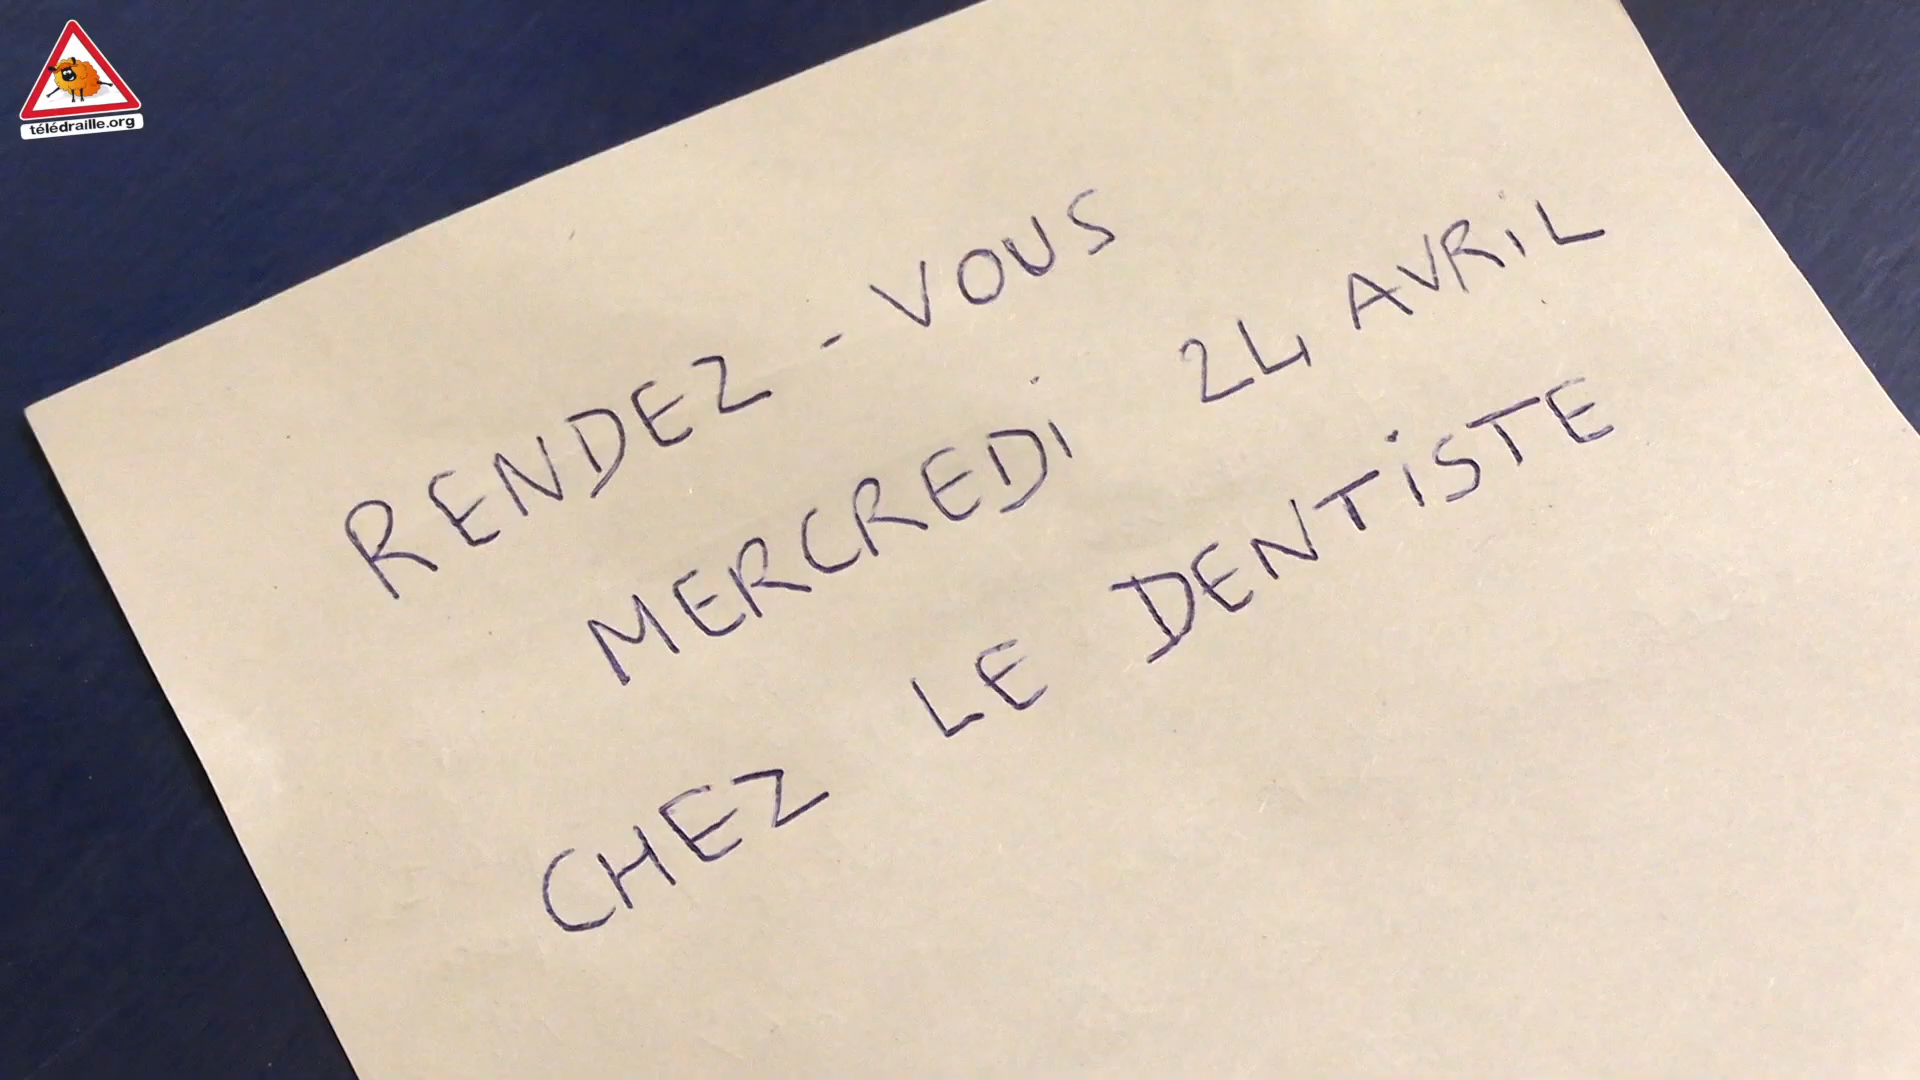 télédraille.org
RENDEZ-VOUS
MERCREDi 24 AVRiL
CHEZ LE DENTiSTE